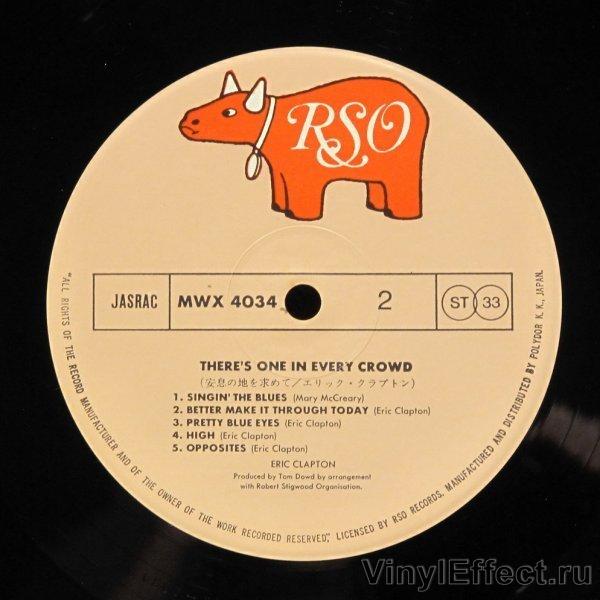 RSO
JASRAC
MWX 4034
2
ST 33
THERE'S ONE IN EVERY CROWD
(安息の地を求めて/エリック・クラプトン)
1. SINGIN' THE BLUES (Mary McCreary)
2. BETTER MAKE IT THROUGH TODAY (Eric Clapton)
3. PRETTY BLUE EYES (Eric Clapton)
4. HIGH (Eric Clapton)
5. OPPOSITES (Eric Clapton)
ERIC CLAPTON
Produced by Tom Dowd by arrangement
with Robert Stigwood Organisation.
"ALL RIGHTS OF THE RECORD MANUFACTURER AND OF THE OWNER OF THE WORK RECORDED RESERVED", LICENSED BY RSO RECORDS, MANUFACTURED AND DISTRIBUTED BY POLYDOR K. K., JAPAN.
VinylEffect.ru